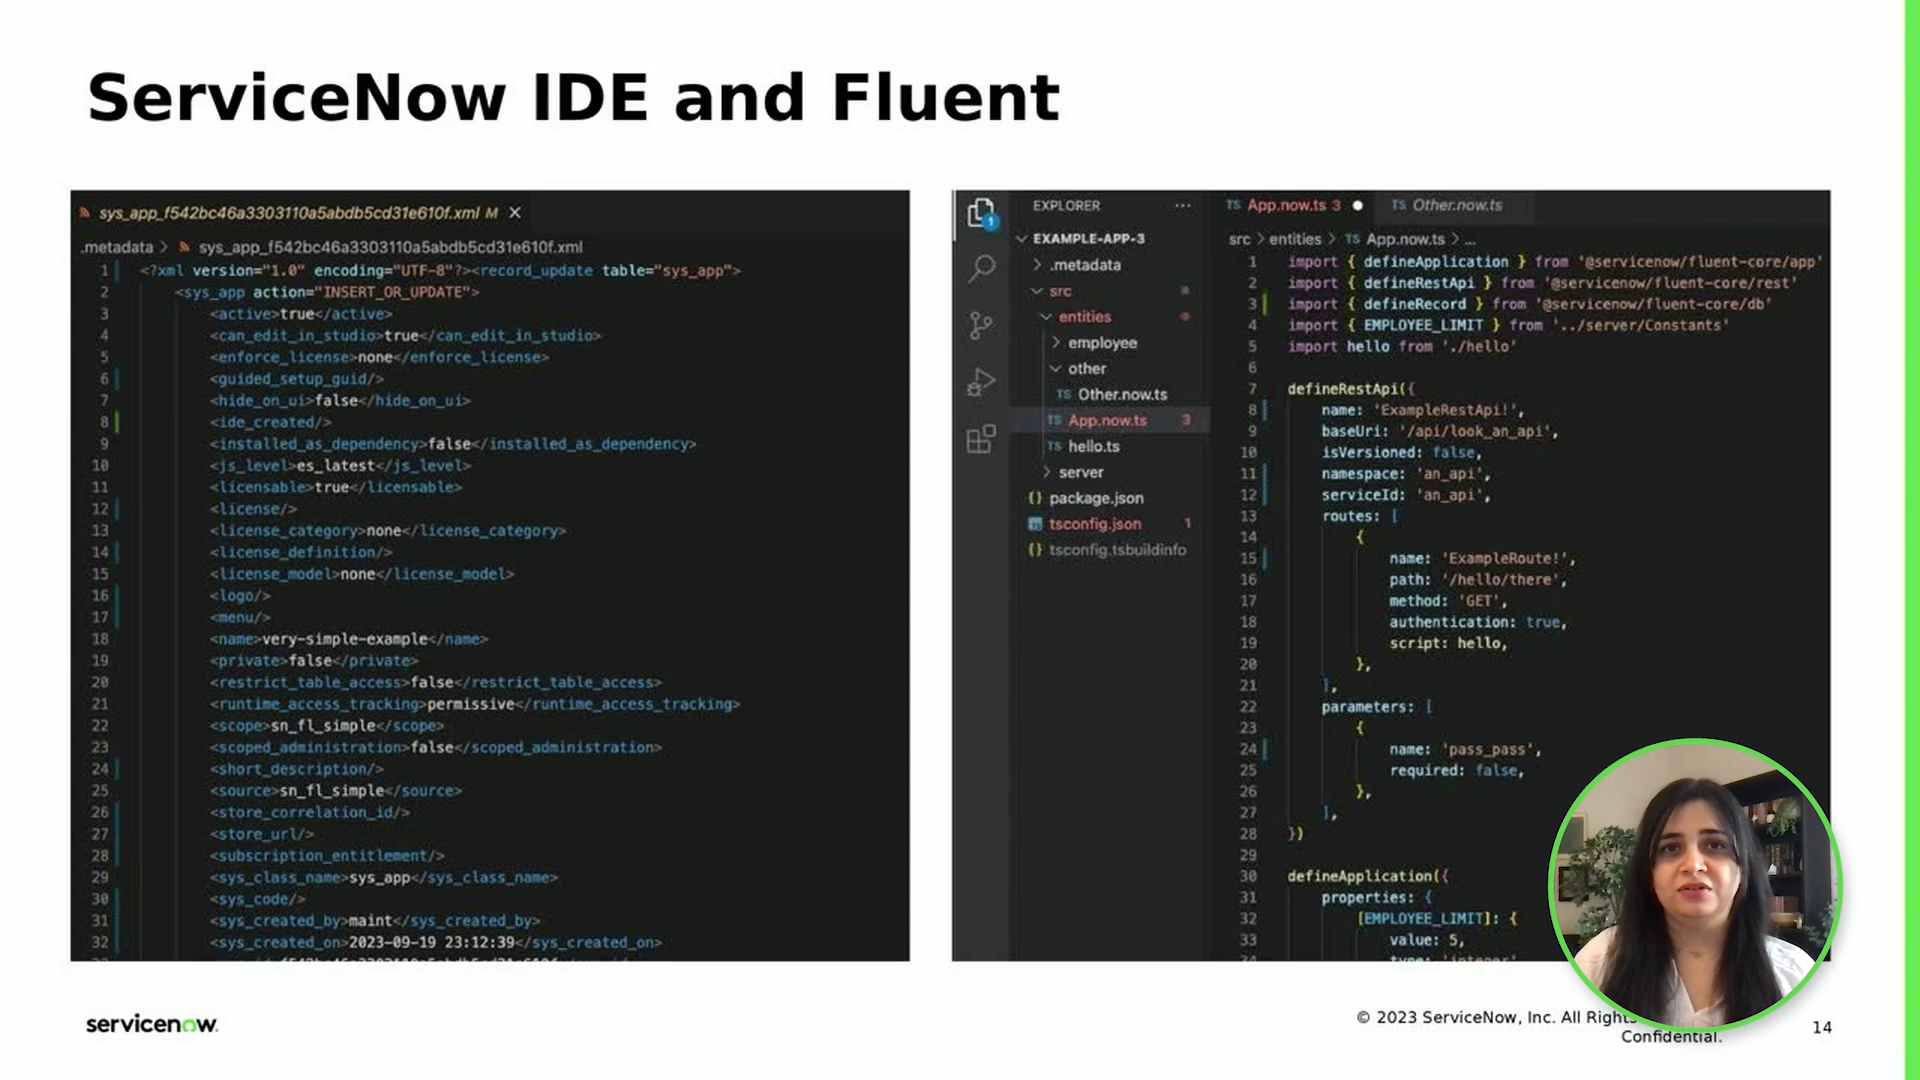 ServiceNow IDE and Fluent
sys_app_f542bc46a3303110a5abdb5cd31e610f.xml M ✕
.metadata > sys_app_f542bc46a3303110a5abdb5cd31e610f.xml
1 <?xml version="1.0" encoding="UTF-8"?><record_update table="sys_app">
2 <sys_app action="INSERT_OR_UPDATE">
3 <active>true</active>
4 <can_edit_in_studio>true</can_edit_in_studio>
5 <enforce_license>none</enforce_license>
6 <guided_setup_guid/>
7 <hide_on_ui>false</hide_on_ui>
8 <ide_created/>
9 <installed_as_dependency>false</installed_as_dependency>
10 <js_level>es_latest</js_level>
11 <licensable>true</licensable>
12 <license/>
13 <license_category>none</license_category>
14 <license_definition/>
15 <license_model>none</license_model>
16 <logo/>
17 <menu/>
18 <name>very-simple-example</name>
19 <private>false</private>
20 <restrict_table_access>false</restrict_table_access>
21 <runtime_access_tracking>permissive</runtime_access_tracking>
22 <scope>sn_fl_simple</scope>
23 <scoped_administration>false</scoped_administration>
24 <short_description/>
25 <source>sn_fl_simple</source>
26 <store_correlation_id/>
27 <store_url/>
28 <subscription_entitlement/>
29 <sys_class_name>sys_app</sys_class_name>
30 <sys_code/>
31 <sys_created_by>maint</sys_created_by>
32 <sys_created_on>2023-09-19 23:12:39</sys_created_on>
1
EXPLORER ...
EXAMPLE-APP-3
.metadata
src
entities
employee
other
TS Other.now.ts
TS App.now.ts 3
TS hello.ts
server
{} package.json
tsconfig.json 1
{} tsconfig.tsbuildinfo
TS App.now.ts 3 ● TS Other.now.ts
src > entities > TS App.now.ts > ...
1 import { defineApplication } from '@servicenow/fluent-core/app'
2 import { defineRestApi } from '@servicenow/fluent-core/rest'
3 import { defineRecord } from '@servicenow/fluent-core/db'
4 import { EMPLOYEE_LIMIT } from '../server/Constants'
5 import hello from './hello'
6
7 defineRestApi({
8 name: 'ExampleRestApi!',
9 baseUri: '/api/look_an_api',
10 isVersioned: false,
11 namespace: 'an_api',
12 serviceId: 'an_api',
13 routes: [
14 {
15 name: 'ExampleRoute!',
16 path: '/hello/there',
17 method: 'GET',
18 authentication: true,
19 script: hello,
20 },
21 ],
22 parameters: [
23 {
24 name: 'pass_pass',
25 required: false,
26 },
27 ],
28 })
29
30 defineApplication({
31 properties: {
32 [EMPLOYEE_LIMIT]: {
33 value: 5,
servicenow.
© 2023 ServiceNow, Inc. All Rights
Confidential.
14